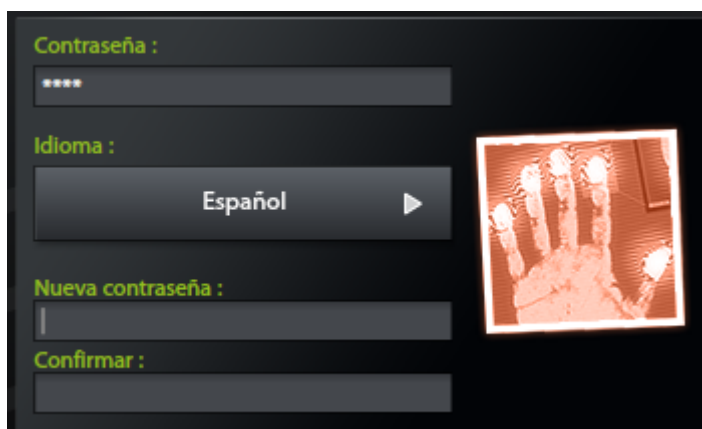 Contraseña :
****
Idioma :
Español
Nueva contraseña :
Confirmar :